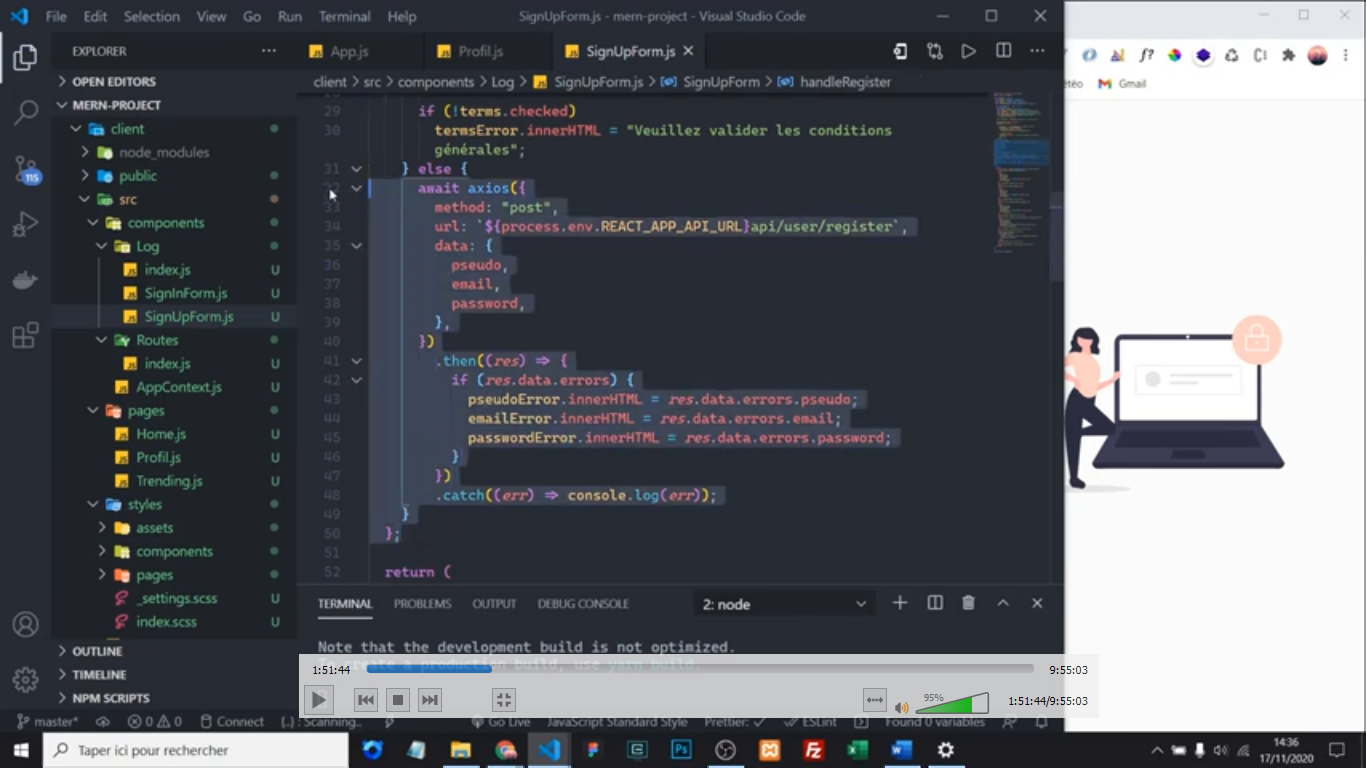 File Edit Selection View Go Run Terminal Help SignUpForm.js - mern-project - Visual Studio Code
EXPLORER ···
App.js Profil.js SignUpForm.js
OPEN EDITORS
MERN-PROJECT
client
node_modules
public
src
components
Log
index.js U
SignInForm.js U
SignUpForm.js U
Routes
index.js U
AppContext.js U
pages
Home.js U
Profil.js U
Trending.js U
styles
assets
components
pages
_settings.scss U
index.scss U
OUTLINE
TIMELINE
NPM SCRIPTS
115
client > src > components > Log > SignUpForm.js > SignUpForm > handleRegister
29 if (!terms.checked)
30 termsError.innerHTML = "Veuillez valider les conditions
générales";
31 } else {
32 await axios({
33 method: "post",
34 url: `${process.env.REACT_APP_API_URL}api/user/register`,
35 data: {
36 pseudo,
37 email,
38 password,
39 },
40 })
41 .then((res) => {
42 if (res.data.errors) {
43 pseudoError.innerHTML = res.data.errors.pseudo;
44 emailError.innerHTML = res.data.errors.email;
45 passwordError.innerHTML = res.data.errors.password;
46 }
47 })
48 .catch((err) => console.log(err));
49 }
50 };
51
52 return (
TERMINAL PROBLEMS OUTPUT DEBUG CONSOLE 2: node
Note that the development build is not optimized.
To create a production build, use yarn build.
1:51:44 9:55:03
95% 1:51:44/9:55:03
master* 0 0 Connect {..} : Scanning.. Go Live JavaScript Standard Style Prettier: ✓ ESLint Found 0 variables
f?
Gmail
Taper ici pour rechercher
Ps
14:36
17/11/2020